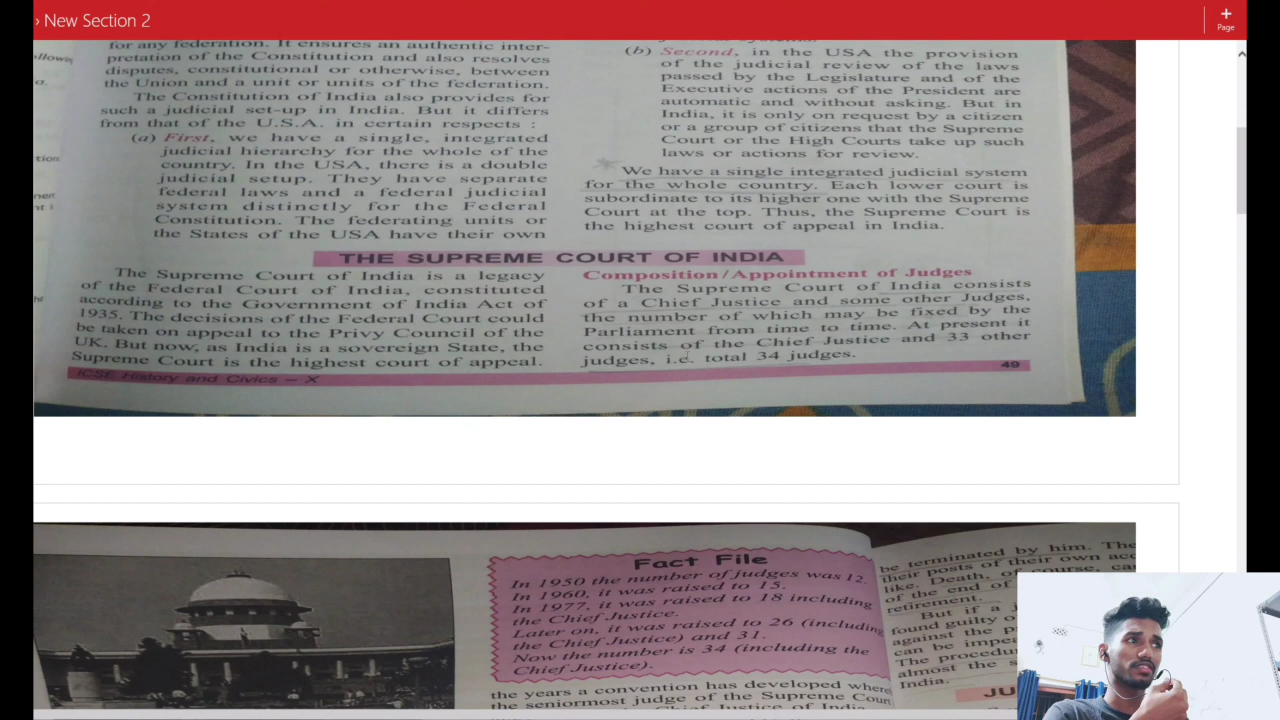 › New Section 2
+
Page
for any federation. It ensures an authentic inter-
pretation of the Constitution and also resolves
disputes, constitutional or otherwise, between
the Union and a unit or units of the federation.
The Constitution of India also provides for
such a judicial set-up in India. But it differs
from that of the U.S.A. in certain respects :
(a) First, we have a single, integrated
judicial hierarchy for the whole of the
country. In the USA, there is a double
judicial setup. They have separate
federal laws and a federal judicial
system distinctly for the Federal
Constitution. The federating units or
the States of the USA have their own
(b) Second, in the USA the provision
of the judicial review of the laws
passed by the Legislature and of the
Executive actions of the President are
automatic and without asking. But in
India, it is only on request by a citizen
or a group of citizens that the Supreme
Court or the High Courts take up such
laws or actions for review.
We have a single integrated judicial system
for the whole country. Each lower court is
subordinate to its higher one with the Supreme
Court at the top. Thus, the Supreme Court is
the highest court of appeal in India.
THE SUPREME COURT OF INDIA
The Supreme Court of India is a legacy
of the Federal Court of India, constituted
according to the Government of India Act of
1935. The decisions of the Federal Court could
be taken on appeal to the Privy Council of the
UK. But now, as India is a sovereign State, the
Supreme Court is the highest court of appeal.
Composition/Appointment of Judges
The Supreme Court of India consists
of a Chief Justice and some other Judges,
the number of which may be fixed by the
Parliament from time to time. At present it
consists of the Chief Justice and 33 other
judges, i.e. total 34 judges.
ICSE History and Civics – X
49
Fact File
In 1950 the number of judges was 12.
In 1960, it was raised to 15.
In 1977, it was raised to 18 including
the Chief Justice.
Later on, it was raised to 26 (including
the Chief Justice) and 31.
Now the number is 34 (including the
Chief Justice).
the years a convention has developed where
the seniormost judge of the Supreme Court
Chief Justice of India
be terminated by him. The
their posts of their own acc
like. Death, of course, ca
of the end of
retirement.
But if a j
found guilty o
against the p
can be impe
The procedu
almost the s
India.
JU